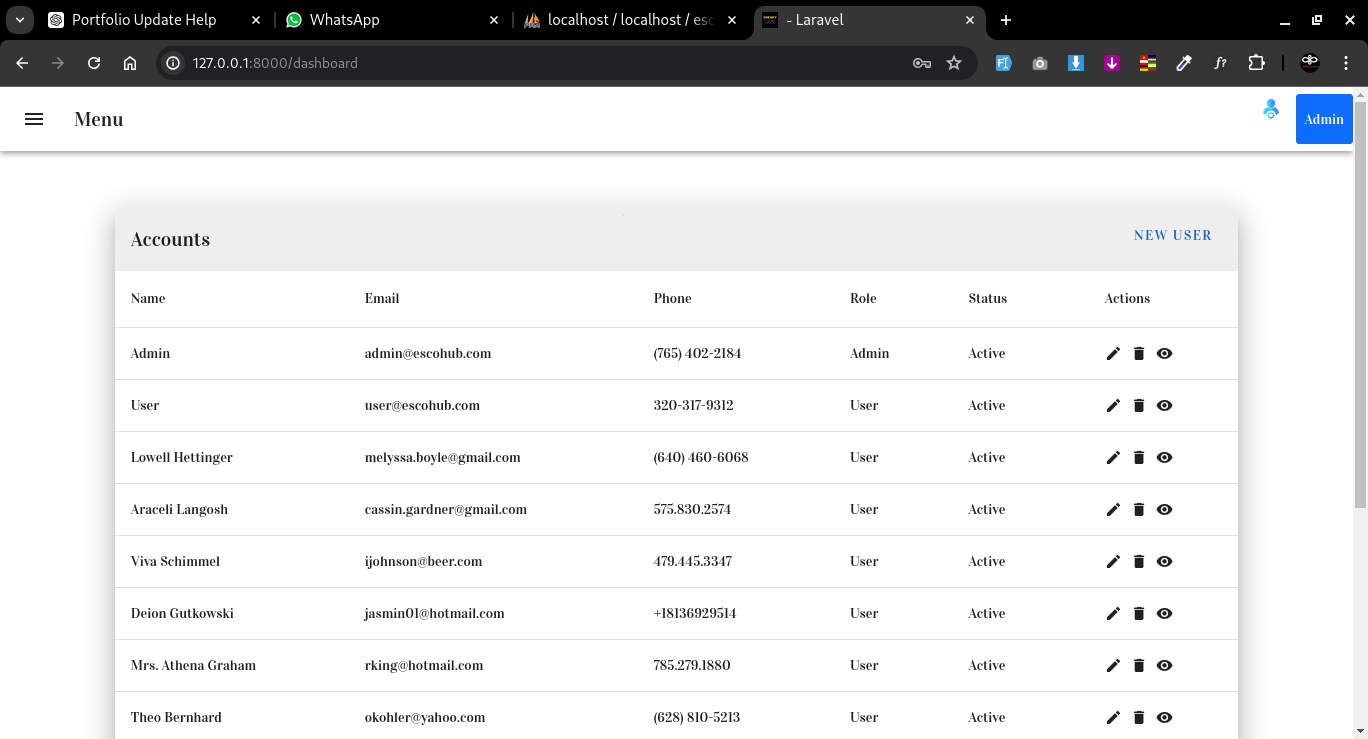 Portfolio Update Help
WhatsApp
localhost / localhost / esc
- Laravel
127.0.0.1:8000/dashboard
f?
Menu
Admin
Accounts
NEW USER
Name Email Phone Role Status Actions
Admin admin@escohub.com (765) 402-2184 Admin Active
User user@escohub.com 320-317-9312 User Active
Lowell Hettinger melyssa.boyle@gmail.com (640) 460-6068 User Active
Araceli Langosh cassin.gardner@gmail.com 575.830.2574 User Active
Viva Schimmel ijohnson@beer.com 479.445.3347 User Active
Deion Gutkowski jasmin01@hotmail.com +18136929514 User Active
Mrs. Athena Graham rking@hotmail.com 785.279.1880 User Active
Theo Bernhard okohler@yahoo.com (628) 810-5213 User Active